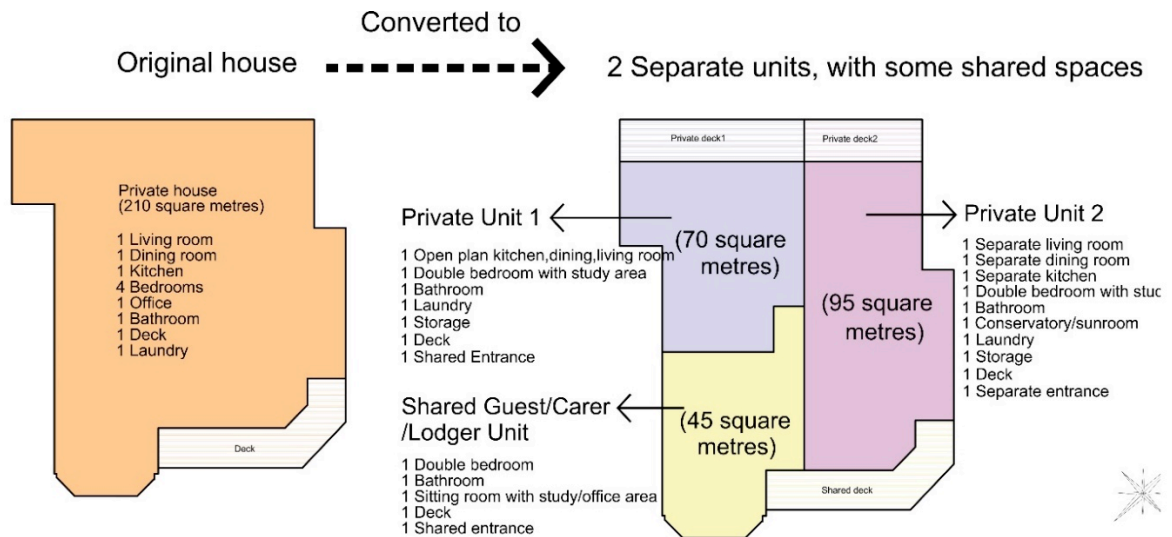 Converted to
Original house
2 Separate units, with some shared spaces
Private house
(210 square metres)
1 Living room
1 Dining room
1 Kitchen
4 Bedrooms
1 Office
1 Bathroom
1 Deck
1 Laundry
Deck
Private deck1
Private deck2
Private Unit 1
1 Open plan kitchen,dining,living room
1 Double bedroom with study area
1 Bathroom
1 Laundry
1 Storage
1 Deck
1 Shared Entrance
(70 square
metres)
Shared Guest/Carer
/Lodger Unit
1 Double bedroom
1 Bathroom
1 Sitting room with study/office area
1 Deck
1 Shared entrance
(45 square
metres)
(95 square
metres)
Shared deck
Private Unit 2
1 Separate living room
1 Separate dining room
1 Separate kitchen
1 Double bedroom with
1 Bathroom
1 Conservatory/sunroom
1 Laundry
1 Storage
1 Deck
1 Separate entrance